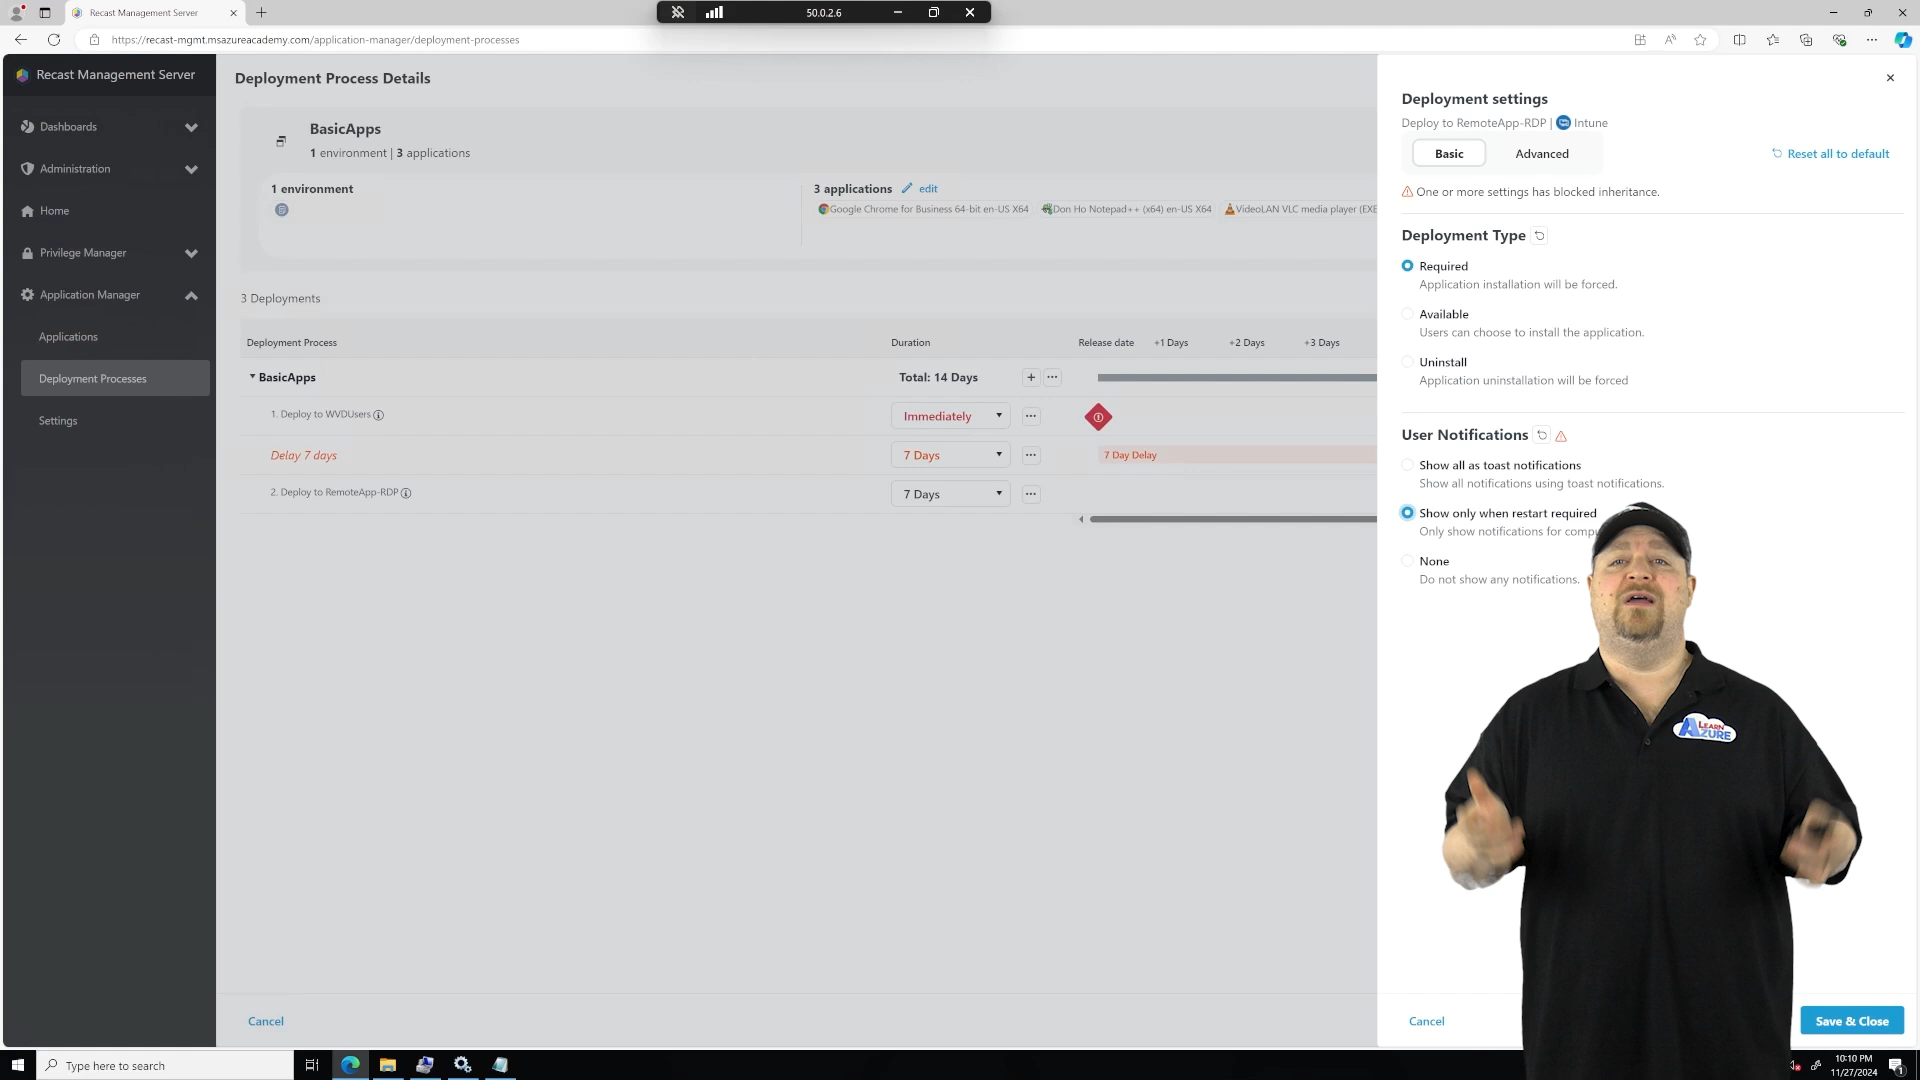 Recast Management Server
50.0.2.6
https://recast-mgmt.msazureacademy.com/application-manager/deployment-processes
Recast Management Server
Dashboards
Administration
Home
Privilege Manager
Application Manager
Applications
Deployment Processes
Settings
Deployment Process Details
BasicApps
1 environment | 3 applications
1 environment
3 applications edit
Google Chrome for Business 64-bit en-US X64 Don Ho Notepad++ (x64) en-US X64 VideoLAN VLC media player (EXE
3 Deployments
Deployment Process Duration Release date +1 Days +2 Days +3 Days
BasicApps Total: 14 Days
1. Deploy to WVDUsers Immediately
Delay 7 days 7 Days 7 Day Delay
2. Deploy to RemoteApp-RDP 7 Days
Cancel
Deployment settings
Deploy to RemoteApp-RDP | Intune
Basic Advanced Reset all to default
One or more settings has blocked inheritance.
Deployment Type
Required
Application installation will be forced.
Available
Users can choose to install the application.
Uninstall
Application uninstallation will be forced
User Notifications
Show all as toast notifications
Show all notifications using toast notifications.
Show only when restart required
Only show notifications for
None
Do not show any notifications.
LEARN
AZURE
Cancel Save & Close
Type here to search
10:10 PM
11/27/2024